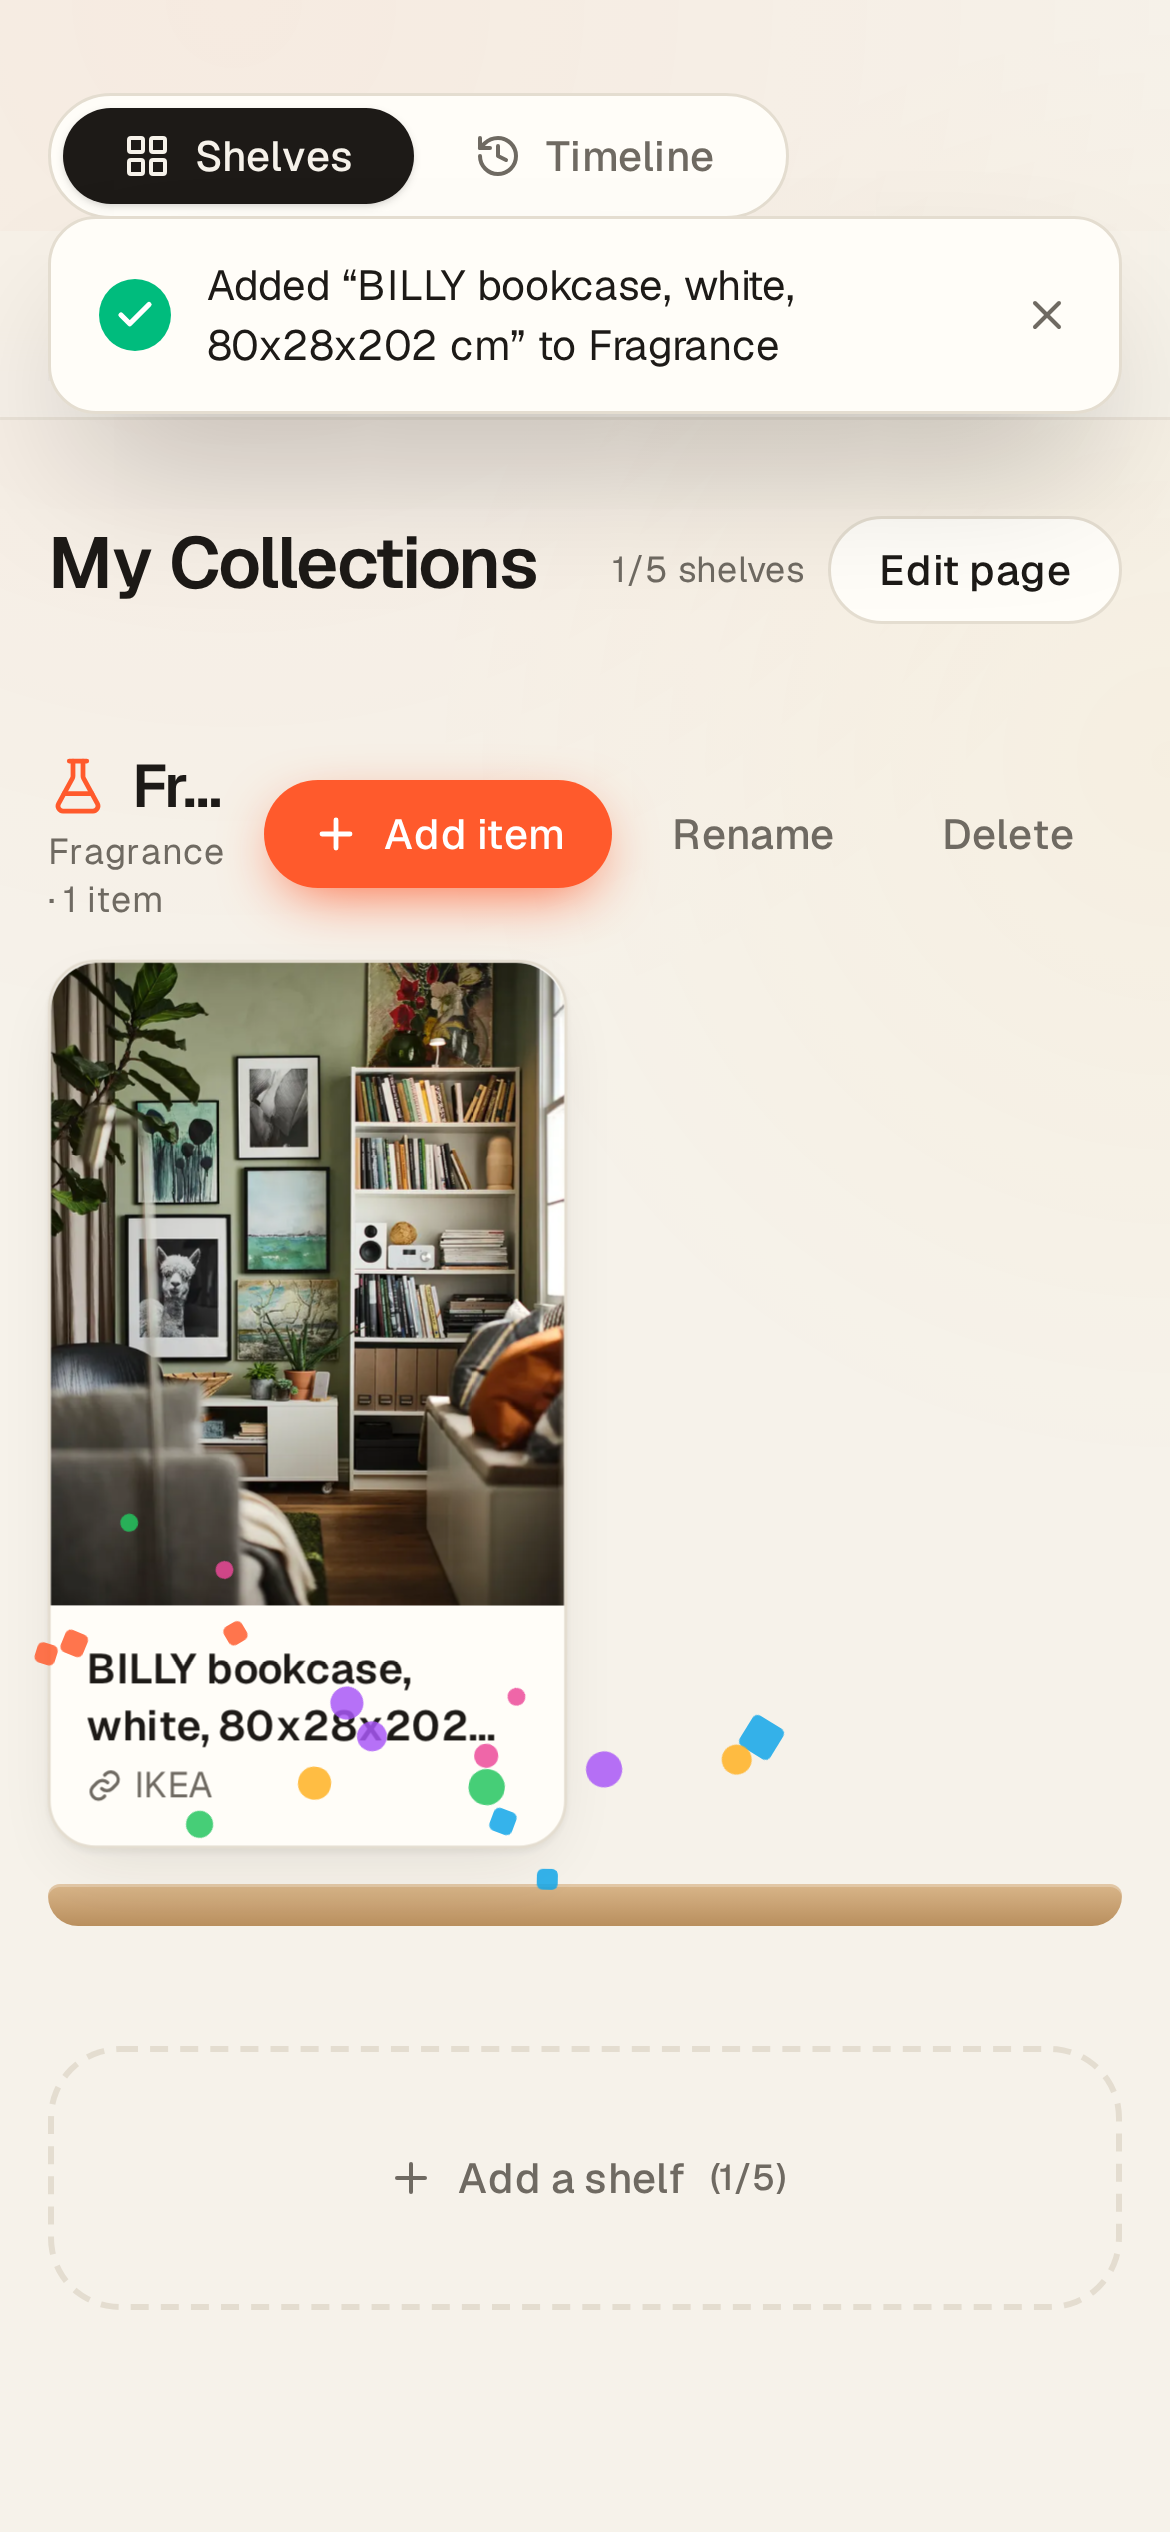 Shelves
Timeline
Added “BILLY bookcase, white,
80x28x202 cm” to Fragrance
My Collections
1/5 shelves
Edit page
Fr...
Fragrance
· 1 item
Add item
Rename
Delete
BILLY bookcase,
white, 80x28x202...
IKEA
Add a shelf (1/5)